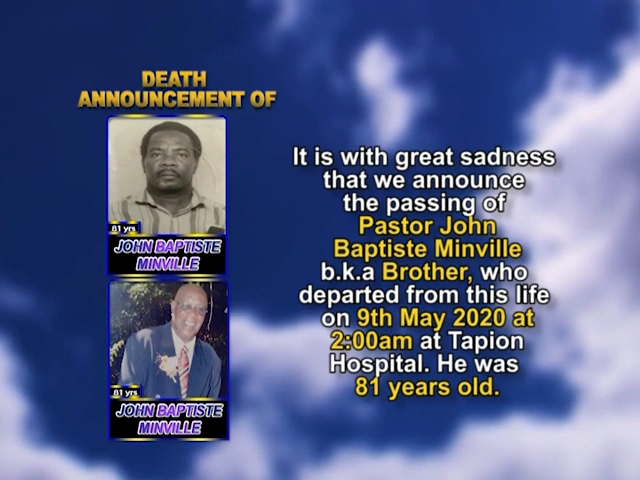 DEATH
ANNOUNCEMENT OF
81 yrs
JOHN BAPTISTE
MINVILLE
81 yrs
JOHN BAPTISTE
MINVILLE
It is with great sadness
that we announce
the passing of
Pastor John
Baptiste Minville
b.k.a Brother, who
departed from this life
on 9th May 2020 at
2:00am at Tapion
Hospital. He was
81 years old.